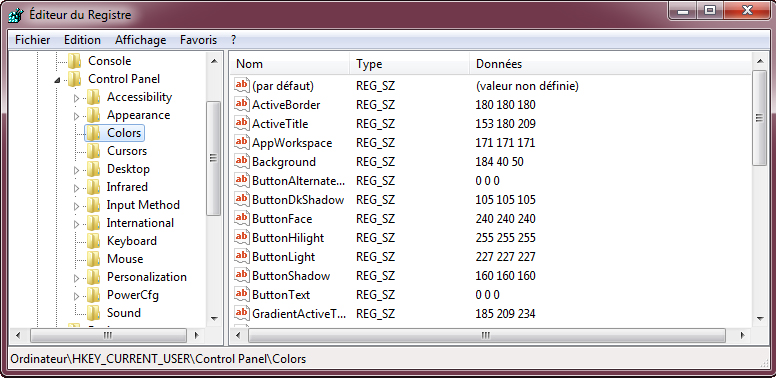 Éditeur du Registre
Fichier Edition Affichage Favoris ?
Console
Control Panel
Accessibility
Appearance
Colors
Cursors
Desktop
Infrared
Input Method
International
Keyboard
Mouse
Personalization
PowerCfg
Sound
Nom Type Données
(par défaut) REG_SZ (valeur non définie)
ActiveBorder REG_SZ 180 180 180
ActiveTitle REG_SZ 153 180 209
AppWorkspace REG_SZ 171 171 171
Background REG_SZ 184 40 50
ButtonAlternate... REG_SZ 0 0 0
ButtonDkShadow REG_SZ 105 105 105
ButtonFace REG_SZ 240 240 240
ButtonHilight REG_SZ 255 255 255
ButtonLight REG_SZ 227 227 227
ButtonShadow REG_SZ 160 160 160
ButtonText REG_SZ 0 0 0
GradientActiveT... REG_SZ 185 209 234
Ordinateur\HKEY_CURRENT_USER\Control Panel\Colors